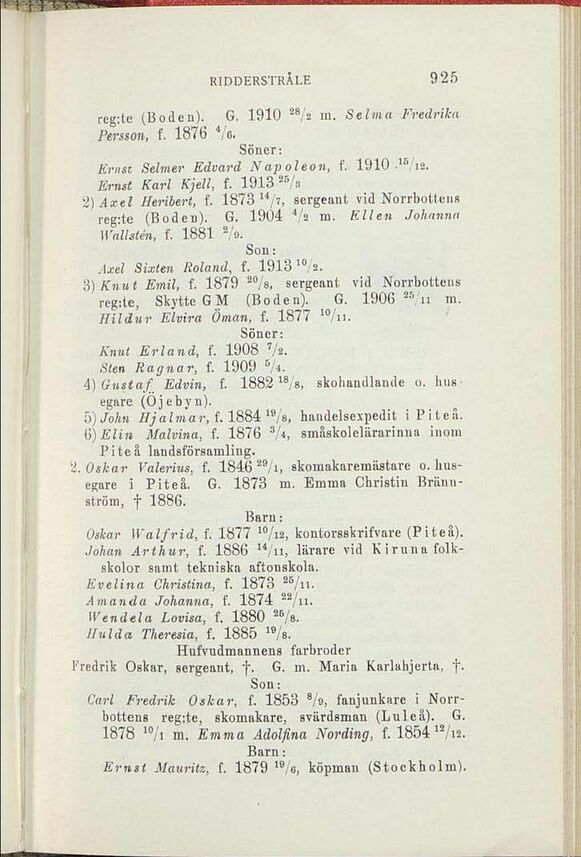 RIDDERSTRÅLE 925
reg:te (Boden). G. 1910 28/2 m. Selma Fredrika
Persson, f. 1876 4/6.
Söner:
Ernst Selmer Edvard Napoleon, f. 1910 15/12.
Ernst Karl Kjell, f. 1913 25/3
2) Axel Heribert, f. 1873 14/7, sergeant vid Norrbottens
reg:te (Boden). G. 1904 4/2 m. Ellen Johanna
Wallstén, f. 1881 2/9.
Son:
Axel Sixten Roland, f. 1913 10/2.
3) Knut Emil, f. 1879 20/8, sergeant vid Norrbottens
reg:te, Skytte G M (Boden). G. 1906 25/11 m.
Hildur Elvira Öman, f. 1877 10/11.
Söner:
Knut Erland, f. 1908 7/2.
Sten Ragnar, f. 1909 5/4.
4) Gustaf Edvin, f. 1882 18/8, skohandlande o. hus-
egare (Öjebyn).
5) John Hjalmar, f. 1884 19/8, handelsexpedit i Piteå.
6) Elin Malvina, f. 1876 3/4, småskolelärarinna inom
Piteå landsförsamling.
2. Oskar Valerius, f. 1846 29/1, skomakaremästare o. hus-
egare i Piteå. G. 1873 m. Emma Christin Bränn-
ström, † 1886.
Barn:
Oskar Walfrid, f. 1877 10/12, kontorsskrifvare (Piteå).
Johan Arthur, f. 1886 14/11, lärare vid Kiruna folk-
skolor samt tekniska aftonskola.
Evelina Christina, f. 1873 25/11.
Amanda Johanna, f. 1874 22/11.
Wendela Lovisa, f. 1880 25/8.
Hulda Theresia, f. 1885 19/8.
Hufvudmannens farbroder
Fredrik Oskar, sergeant, †. G. m. Maria Karlahjerta, †.
Son:
Carl Fredrik Oskar, f. 1853 8/9, fanjunkare i Norr-
bottens reg:te, skomakare, svärdsman (Luleå). G.
1878 10/1 m. Emma Adolfina Nording, f. 1854 12/12.
Barn:
Ernst Mauritz, f. 1879 19/6, köpman (Stockholm).